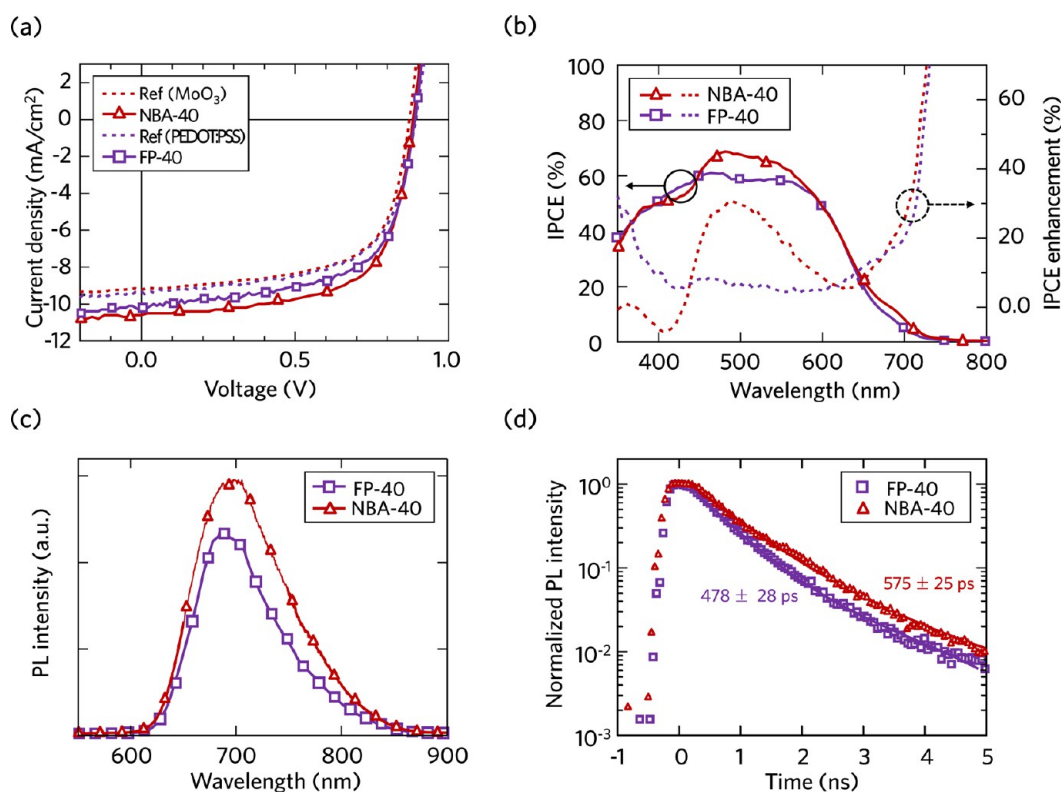 (a)
2
0
-2
-4
-6
-8
-10
-12
0.0
0.5
1.0
Current density (mA/cm²)
Voltage (V)
Ref (MoO₃)
NBA-40
Ref (PEDOT:PSS)
FP-40
(b)
100
80
60
40
20
0
400
500
600
700
800
60
40
20
0.0
IPCE (%)
IPCE enhancement (%)
Wavelength (nm)
NBA-40
FP-40
(c)
PL intensity (a.u.)
600
700
800
900
Wavelength (nm)
FP-40
NBA-40
(d)
Normalized PL intensity
10⁰
10⁻¹
10⁻²
10⁻³
-1
0
1
2
3
4
5
Time (ns)
FP-40
NBA-40
478 ± 28 ps
575 ± 25 ps